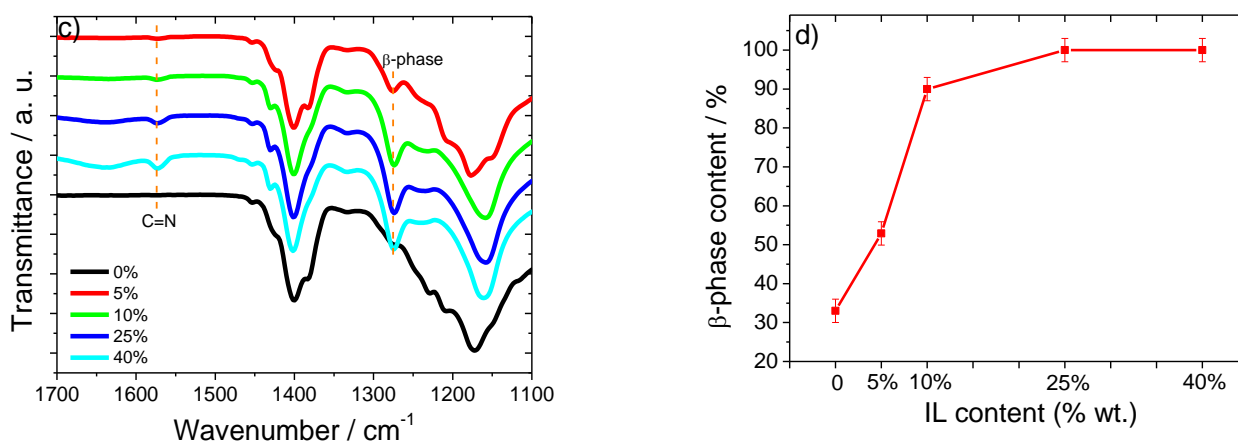 c)
β-phase
C=N
0%
5%
10%
25%
40%
Transmittance / a. u.
1700 1600 1500 1400 1300 1200 1100
Wavenumber / cm⁻¹
d)
100
90
80
70
60
50
40
30
20
β-phase content / %
0 5% 10% 25% 40%
IL content (% wt.)